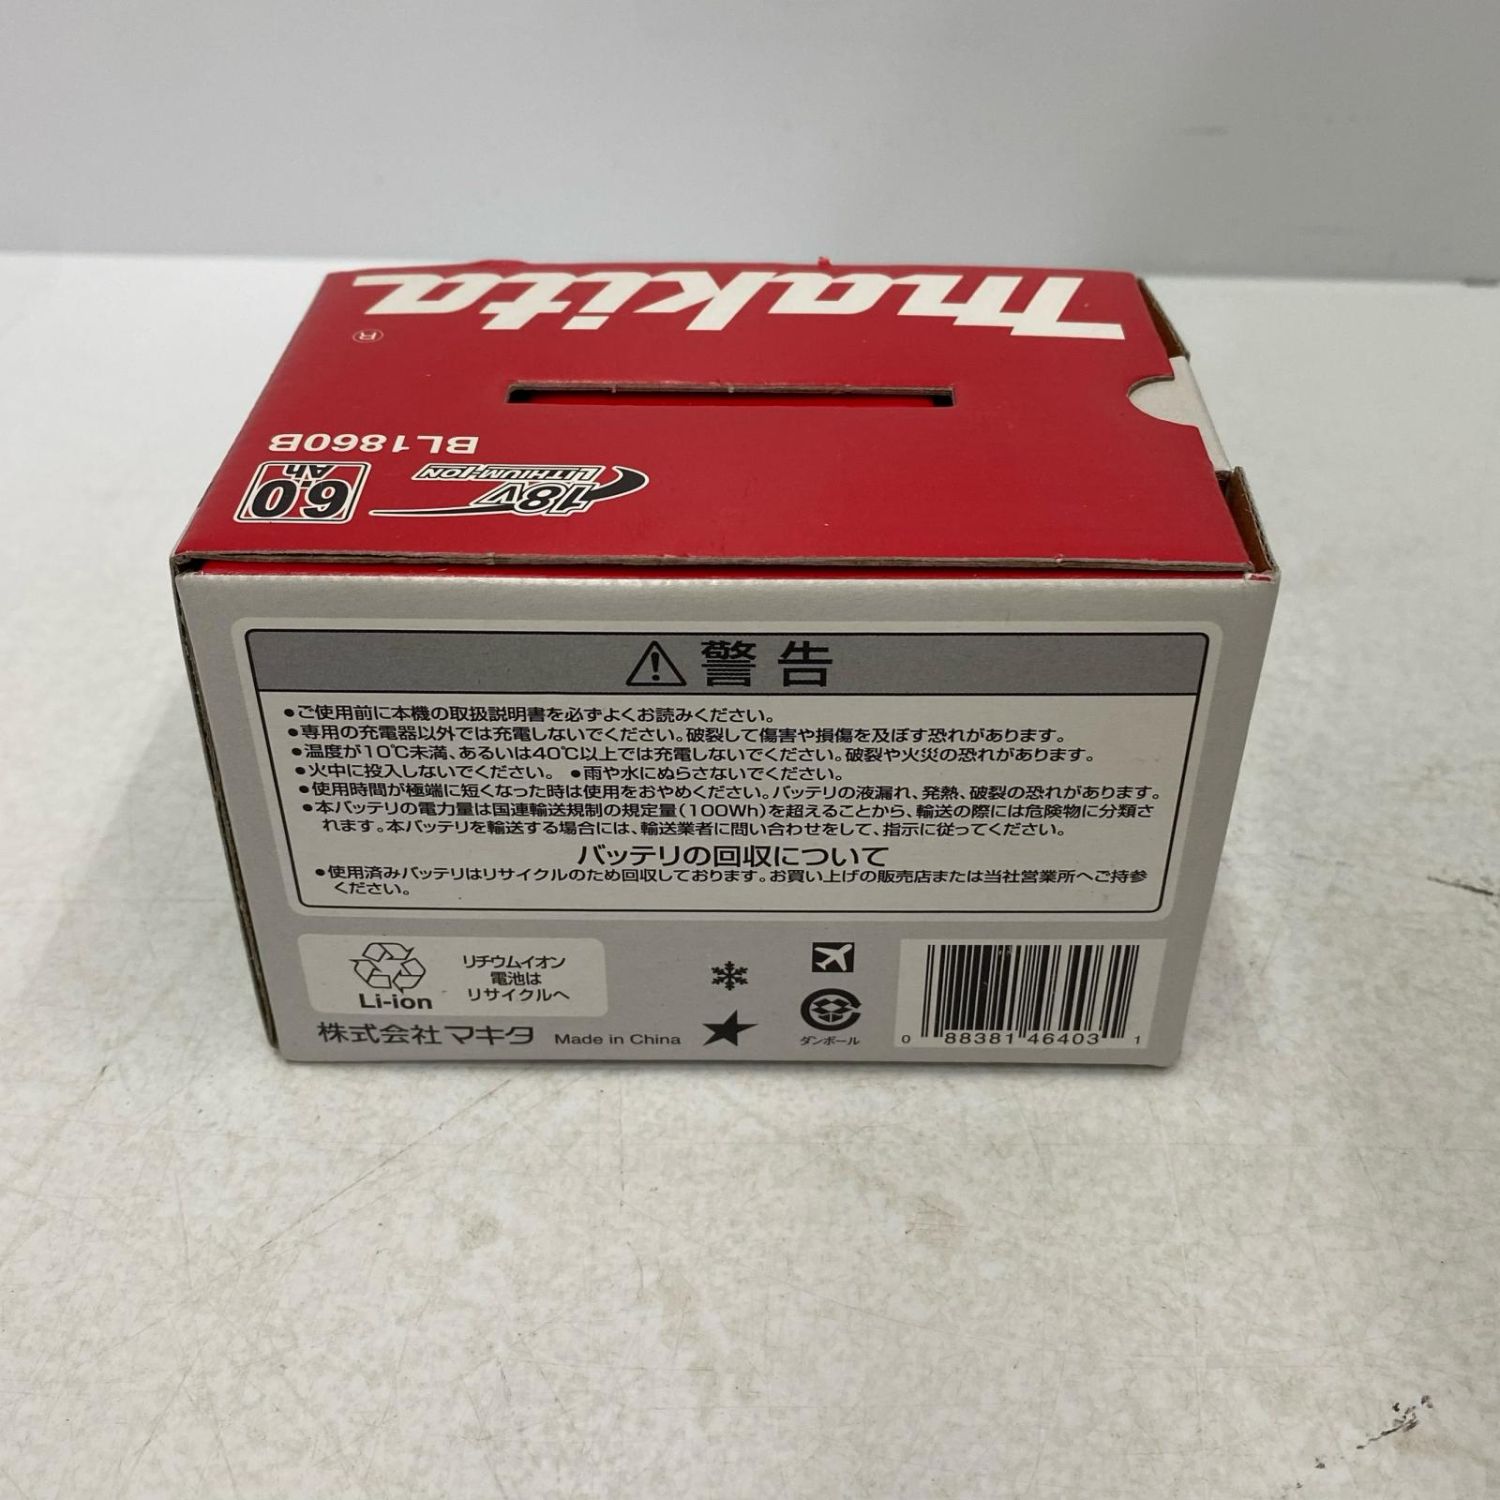 makita
®
BL1860B
18V
LITHIUM-ION
6.0
Ah
警告
●ご使用前に本機の取扱説明書を必ずよくお読みください。
●専用の充電器以外では充電しないでください。破裂して傷害や損傷を及ぼす恐れがあります。
●温度が10℃未満、あるいは40℃以上では充電しないでください。破裂や火災の恐れがあります。
●火中に投入しないでください。 ●雨や水にぬらさないでください。
●使用時間が極端に短くなった時は使用をおやめください。バッテリの液漏れ、発熱、破裂の恐れがあります。
●本バッテリの電力量は国連輸送規制の規定量(100Wh)を超えることから、輸送の際には危険物に分類さ
れます。本バッテリを輸送する場合には、輸送業者に問い合わせをして、指示に従ってください。
バッテリの回収について
●使用済みバッテリはリサイクルのため回収しております。お買い上げの販売店または当社営業所へご持参
ください。
Li-ion
リチウムイオン
電池は
リサイクルへ
株式会社マキタ Made in China
ダンボール
0 88381 46403 1